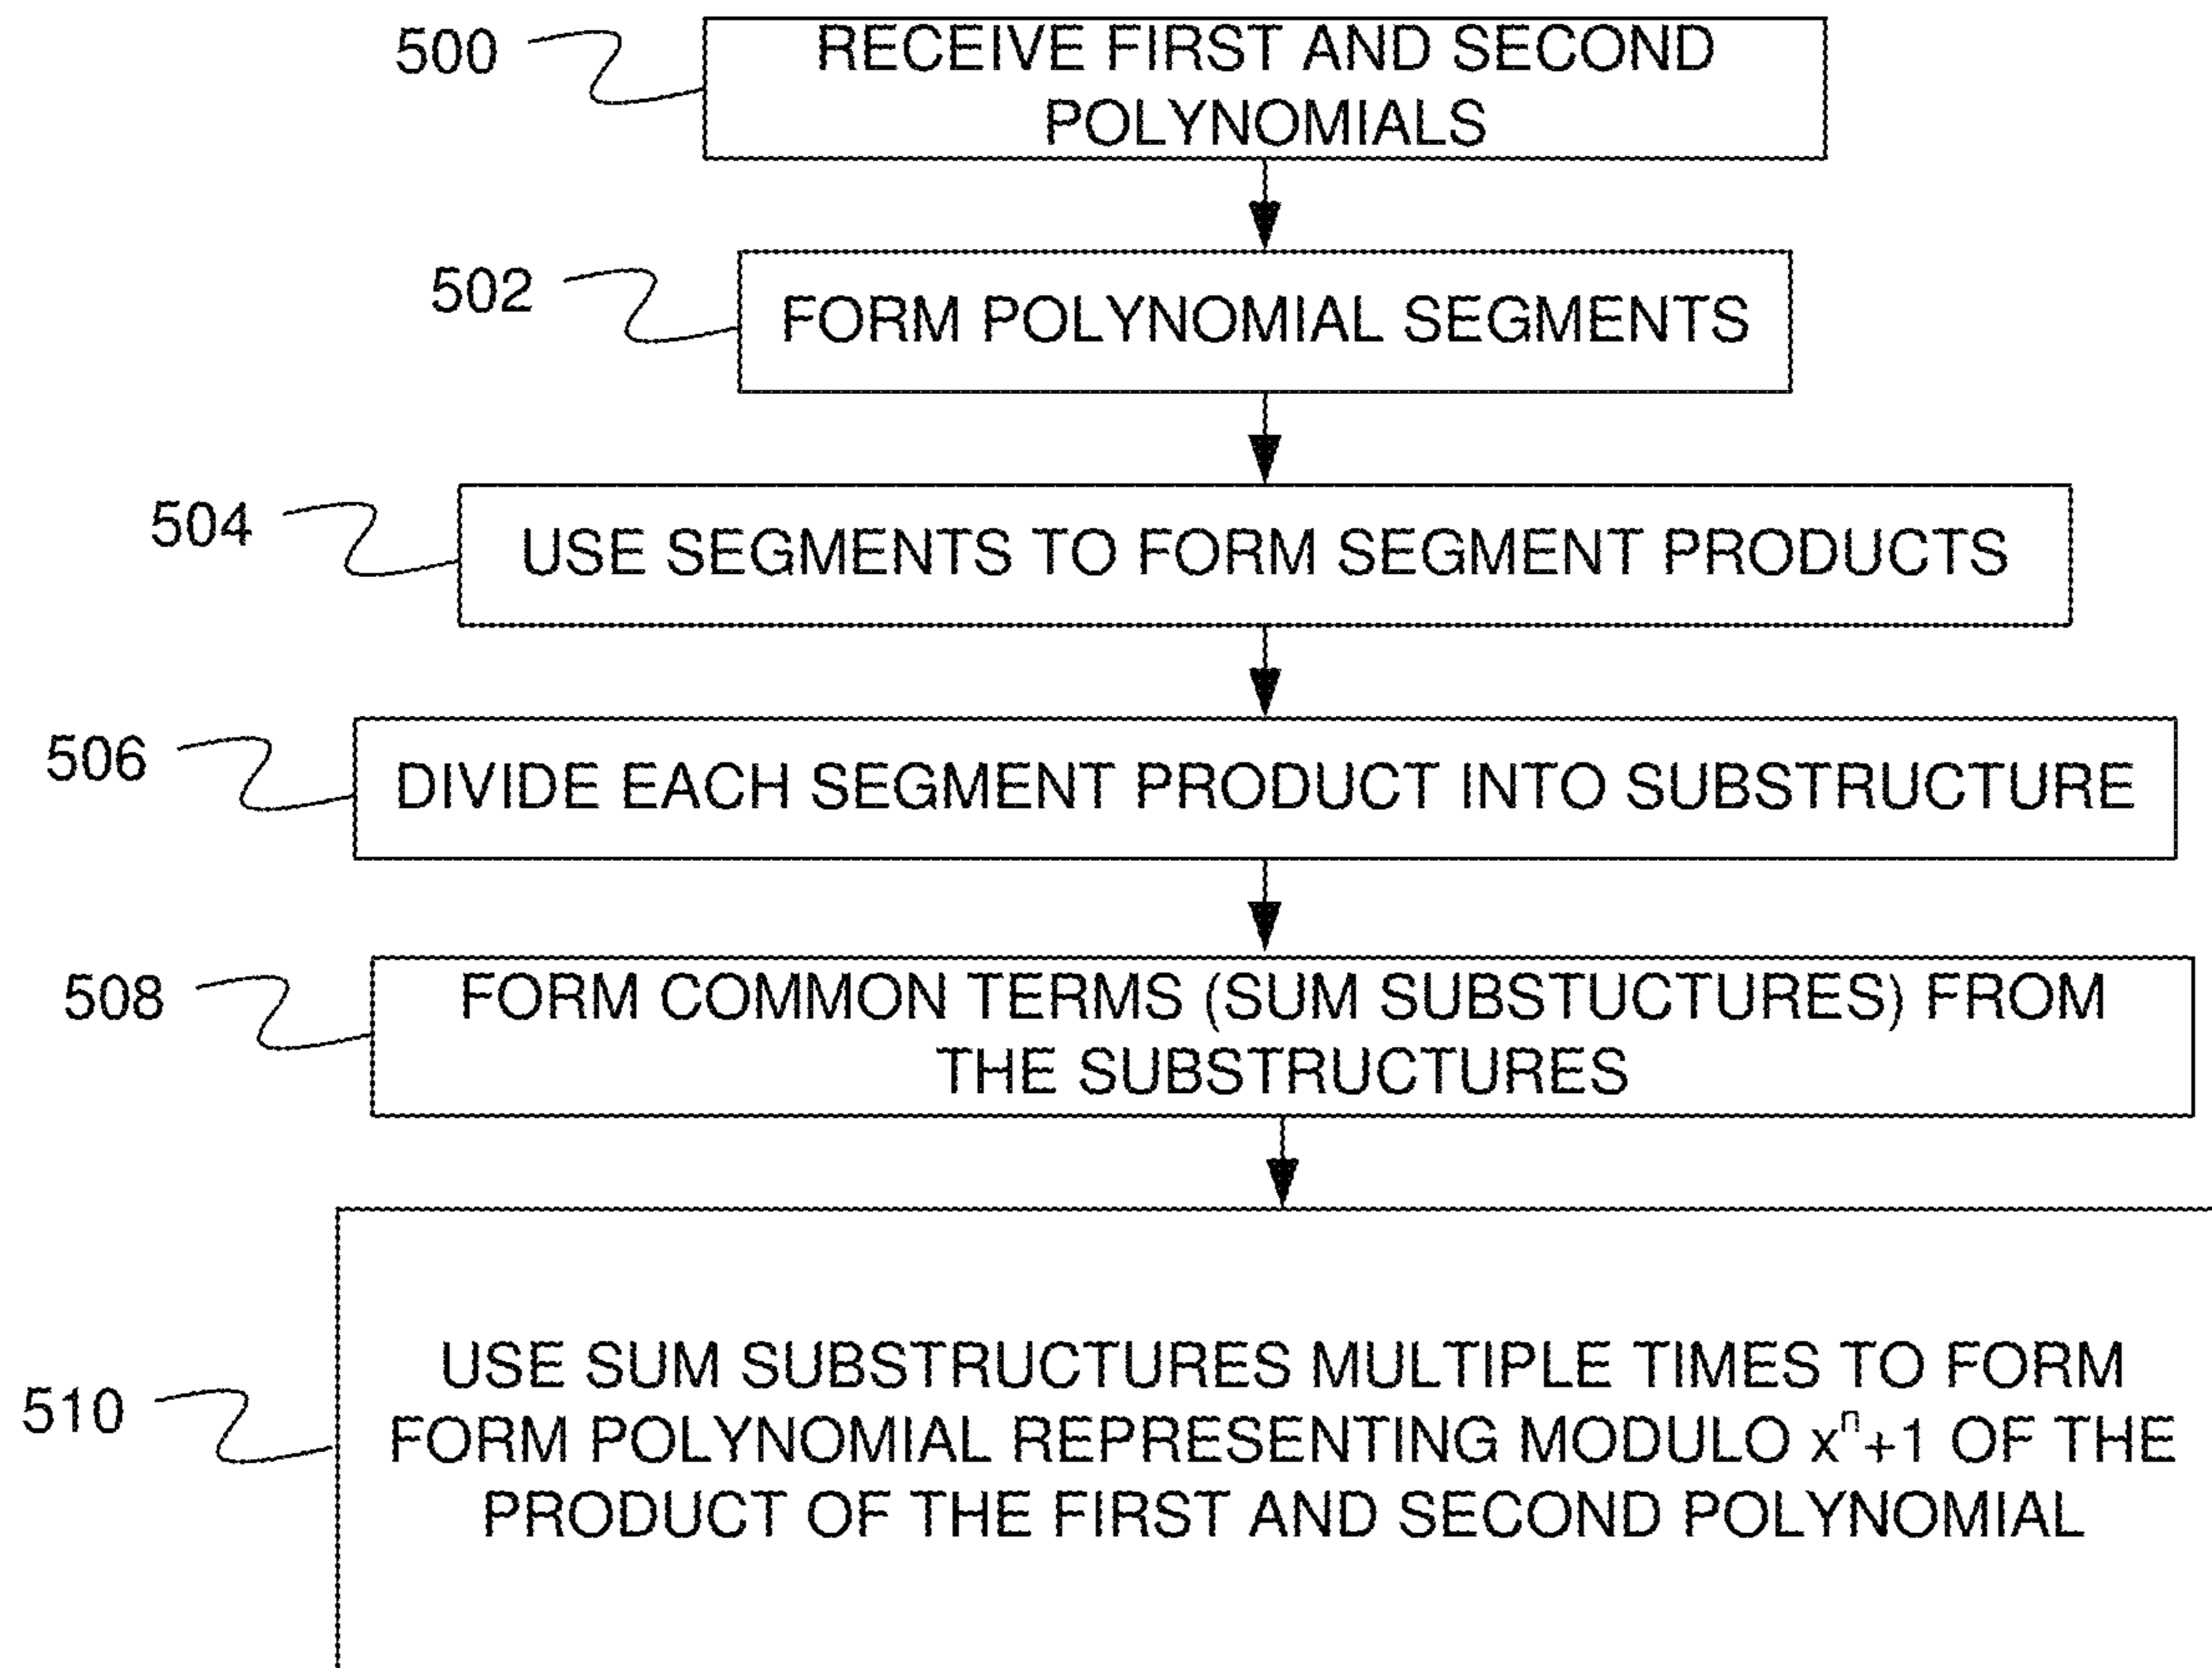 500
RECEIVE FIRST AND SECOND
POLYNOMIALS
502
FORM POLYNOMIAL SEGMENTS
504
USE SEGMENTS TO FORM SEGMENT PRODUCTS
506
DIVIDE EACH SEGMENT PRODUCT INTO SUBSTRUCTURE
508
FORM COMMON TERMS (SUM SUBSTUCTURES) FROM
THE SUBSTRUCTURES
510
USE SUM SUBSTRUCTURES MULTIPLE TIMES TO FORM
FORM POLYNOMIAL REPRESENTING MODULO xⁿ+1 OF THE
PRODUCT OF THE FIRST AND SECOND POLYNOMIAL